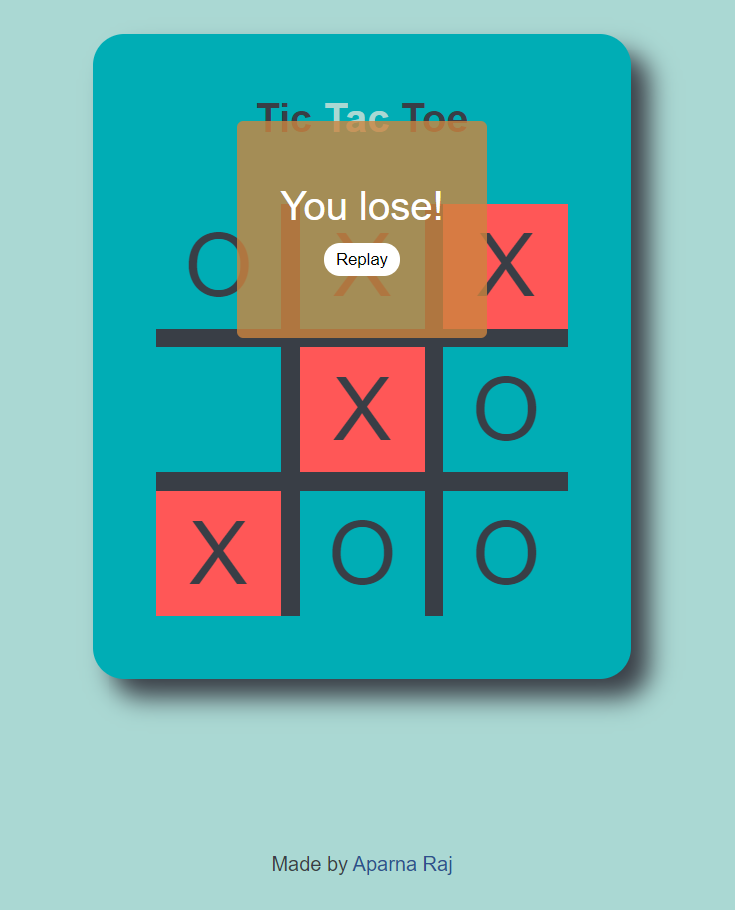 Tic Tac Toe
You lose!
O X X
Replay
X O
X O O
Made by Aparna Raj